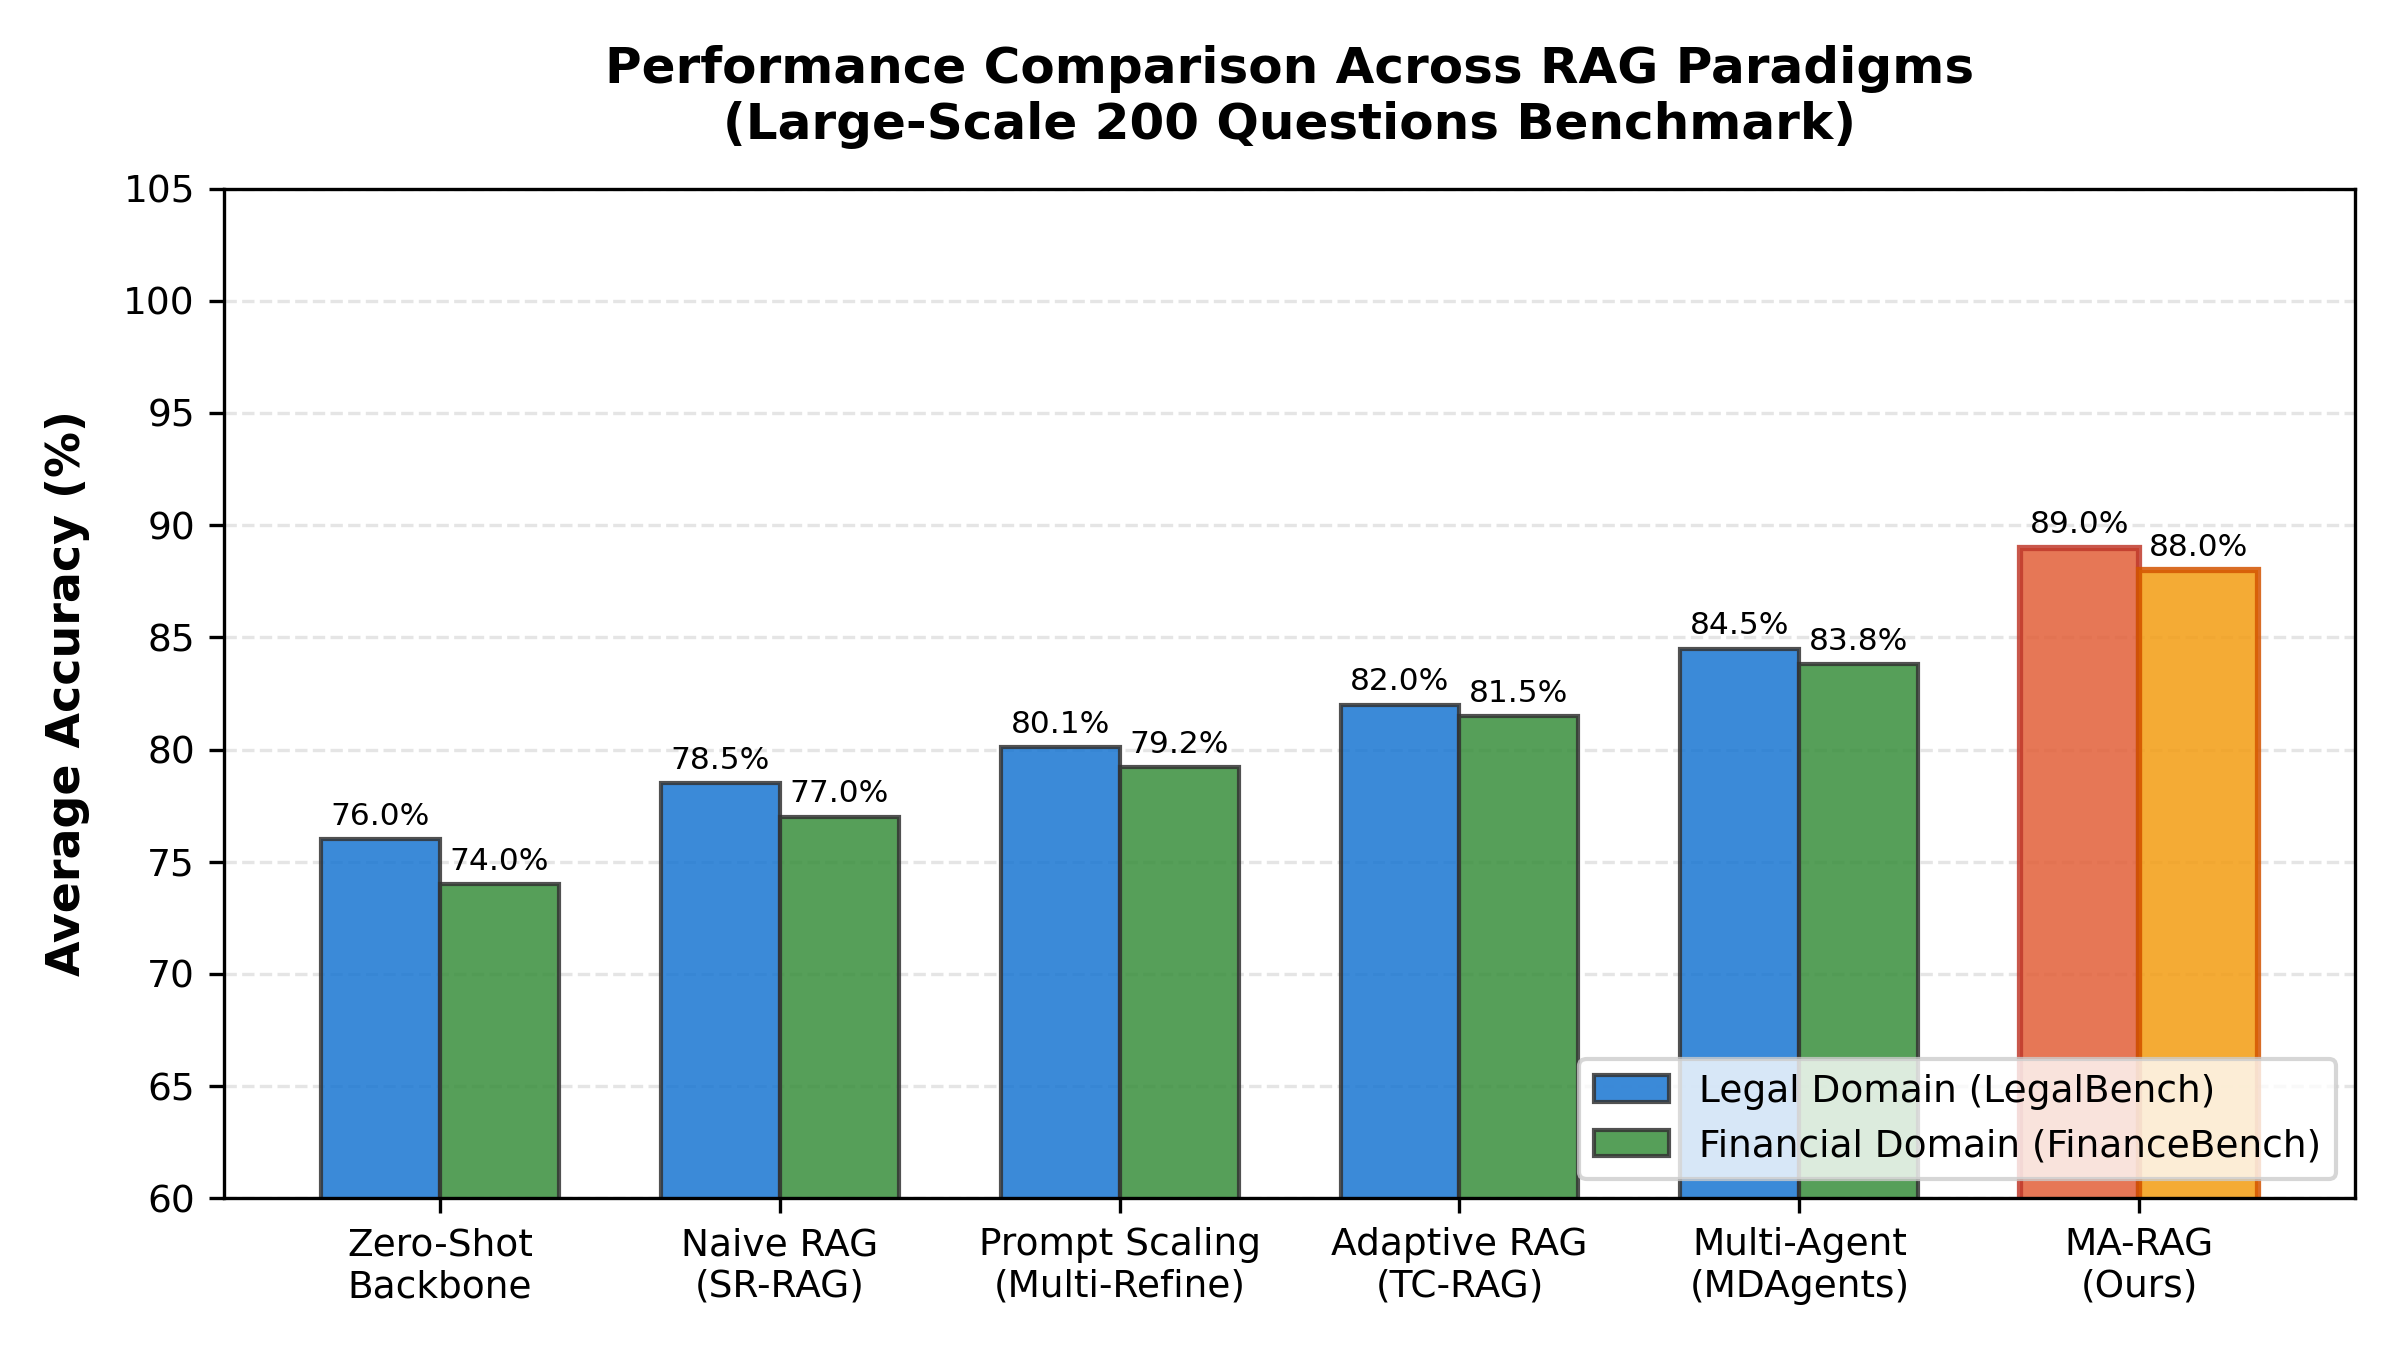 Performance Comparison Across RAG Paradigms
(Large-Scale 200 Questions Benchmark)
Average Accuracy (%)
105
100
95
90
85
80
75
70
65
60
76.0%
74.0%
78.5%
77.0%
80.1%
79.2%
82.0%
81.5%
84.5%
83.8%
89.0%
88.0%
Legal Domain (LegalBench)
Financial Domain (FinanceBench)
Zero-Shot
Backbone
Naive RAG
(SR-RAG)
Prompt Scaling
(Multi-Refine)
Adaptive RAG
(TC-RAG)
Multi-Agent
(MDAgents)
MA-RAG
(Ours)